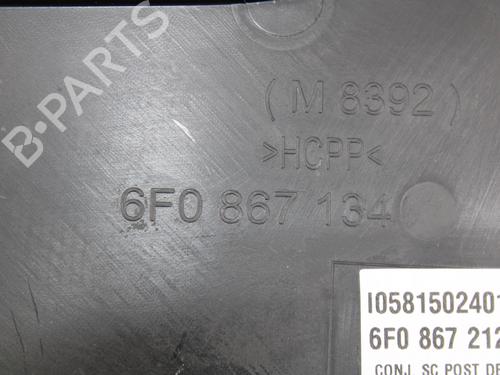 B-PARTS
( M 8392 )
>HCPP<
6F0 867 134
I0581502401
6F0 867 212
CONJ. SC POST DE